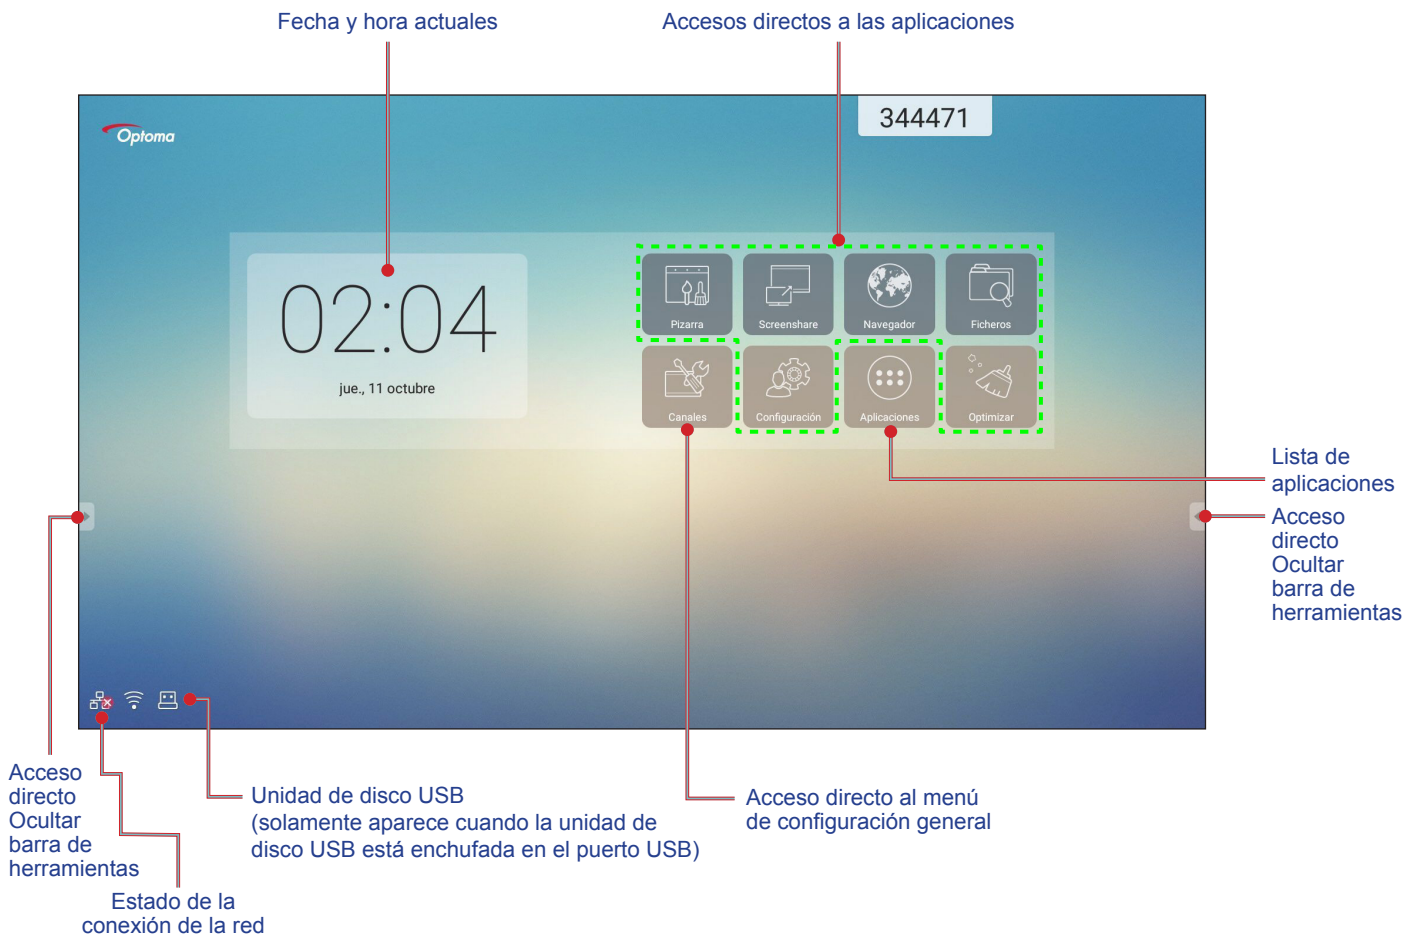 Fecha y hora actuales
Accesos directos a las aplicaciones
Optoma
344471
02:04
jue., 11 octubre
Pizarra
Screenshare
Navegador
Ficheros
Canales
Configuración
Aplicaciones
Optimizar
Lista de
aplicaciones
Acceso
directo
Ocultar
barra de
herramientas
Acceso
directo
Ocultar
barra de
herramientas
Unidad de disco USB
(solamente aparece cuando la unidad de
disco USB está enchufada en el puerto USB)
Acceso directo al menú
de configuración general
Estado de la
conexión de la red